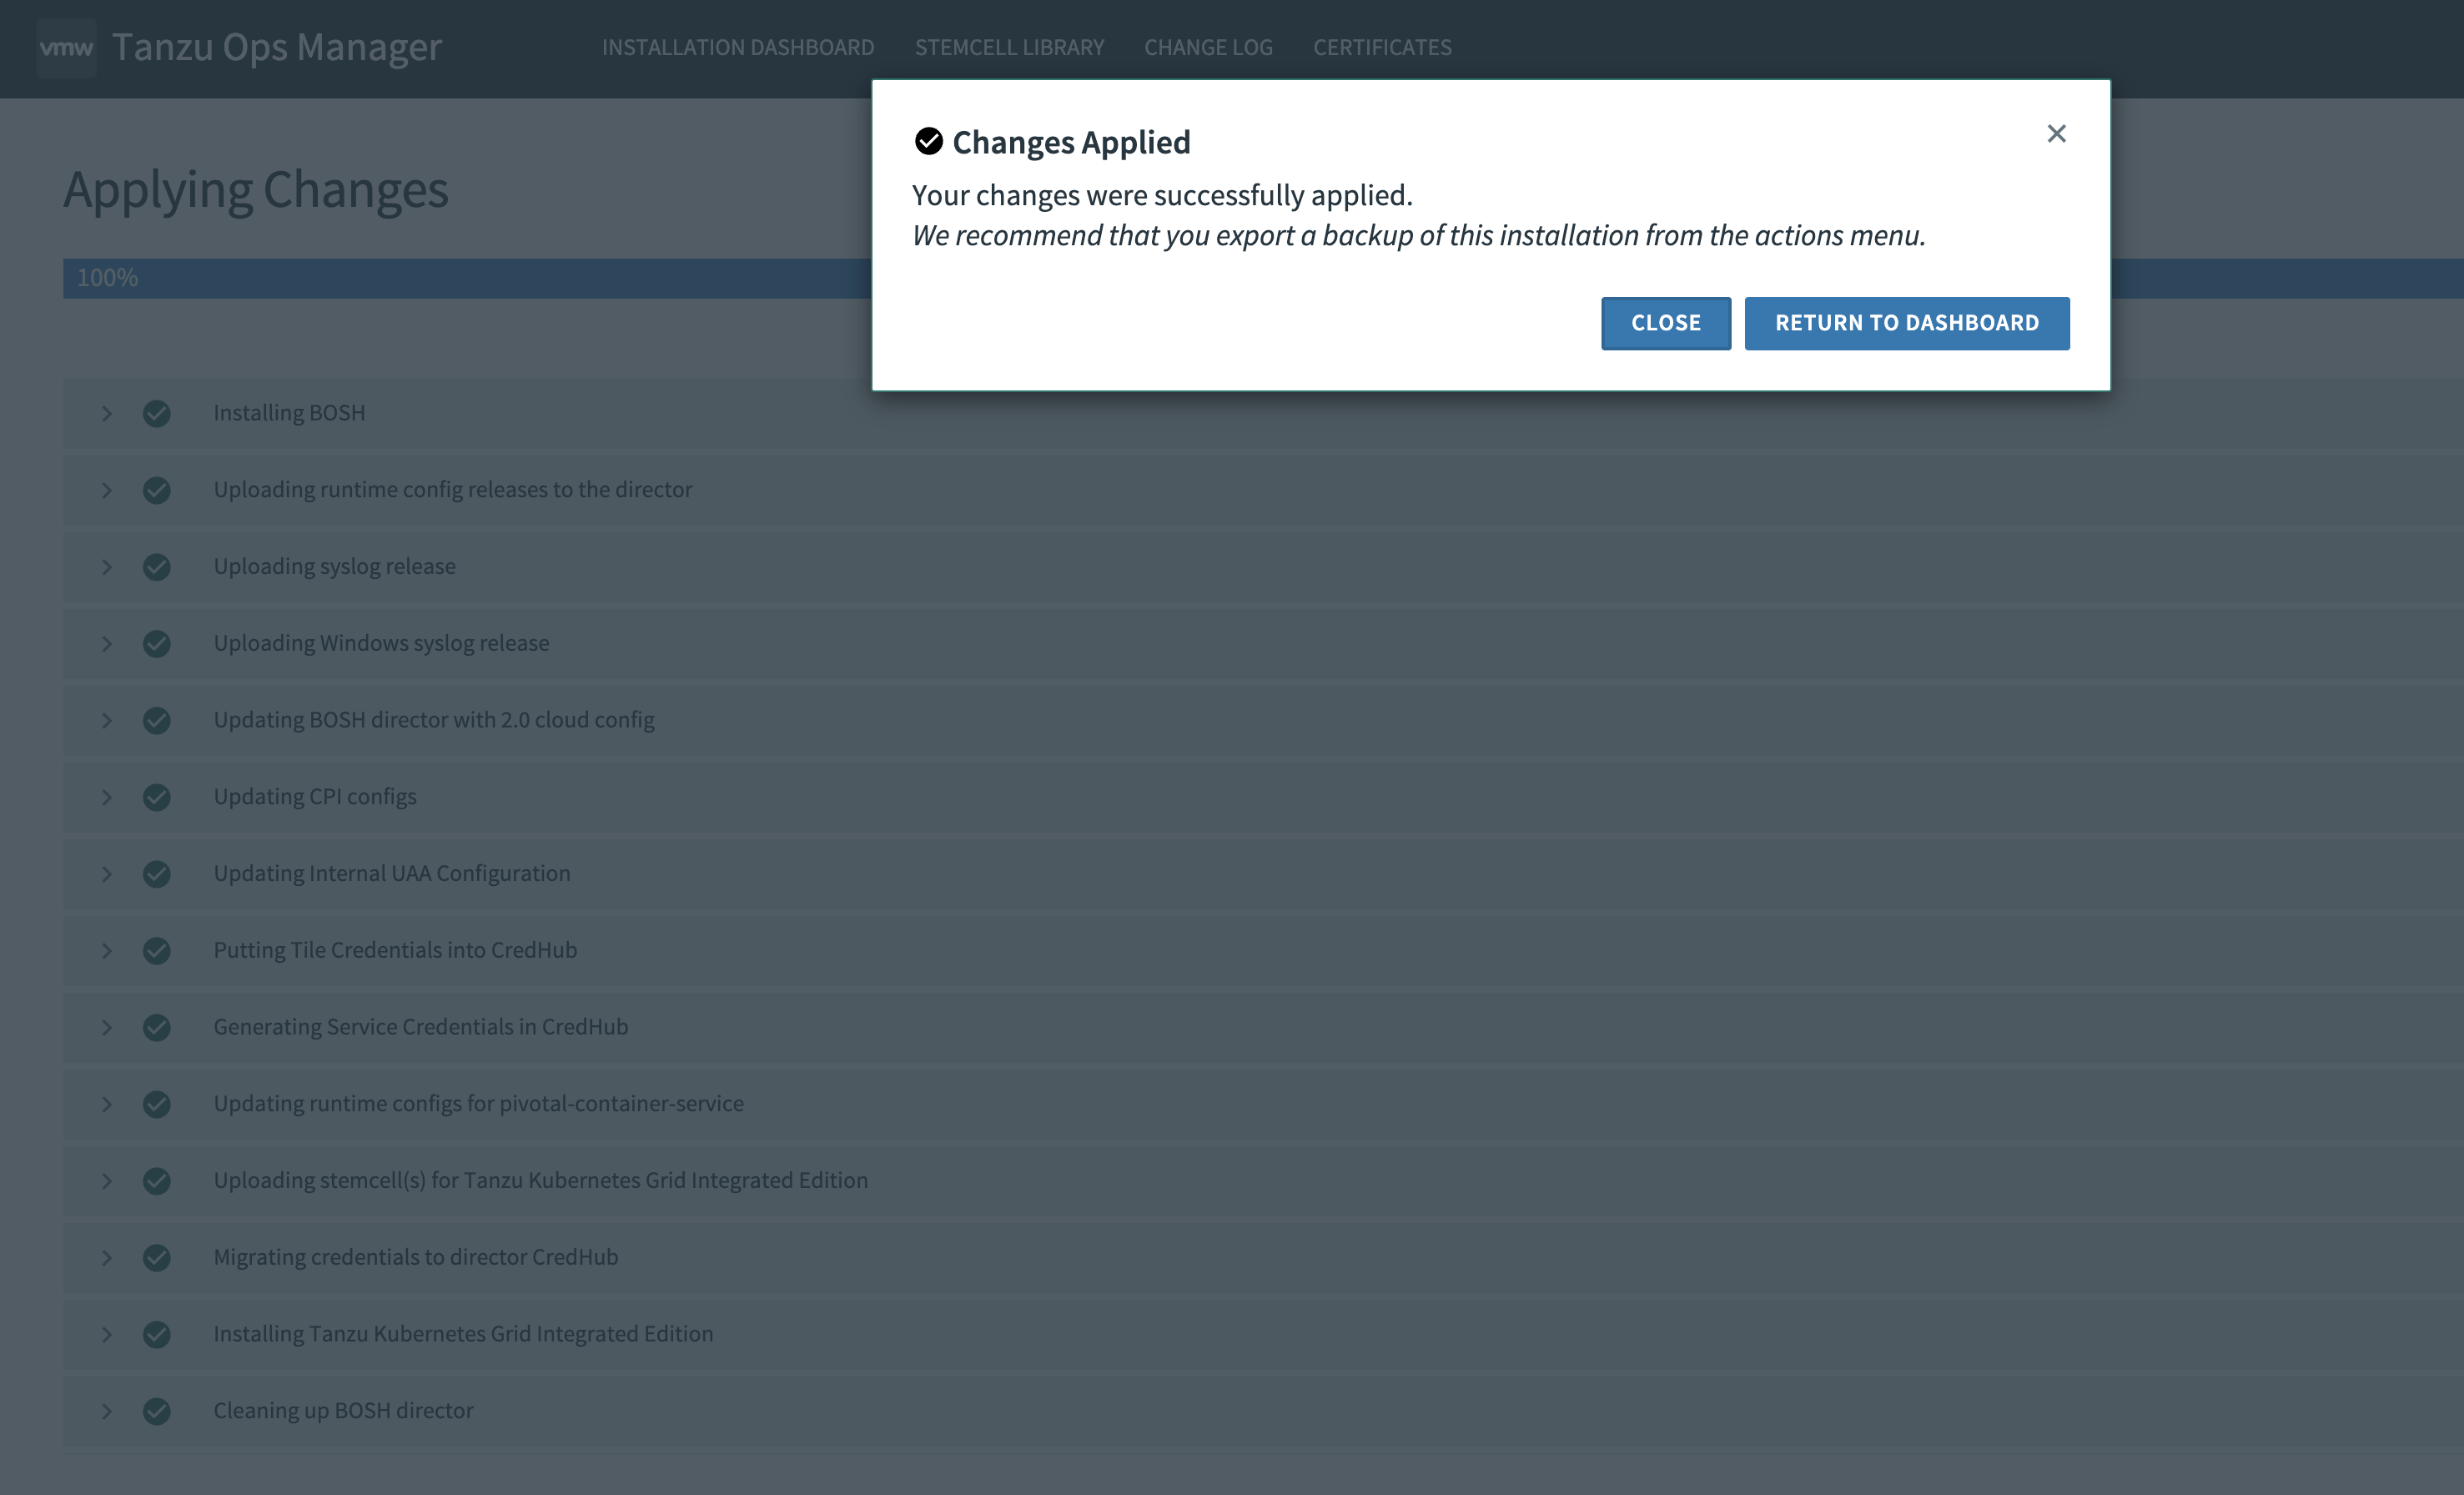 vmw Tanzu Ops Manager INSTALLATION DASHBOARD STEMCELL LIBRARY CHANGE LOG CERTIFICATES
Changes Applied
Your changes were successfully applied.
We recommend that you export a backup of this installation from the actions menu.
CLOSE RETURN TO DASHBOARD
Applying Changes
100%
Installing BOSH
Uploading runtime config releases to the director
Uploading syslog release
Uploading Windows syslog release
Updating BOSH director with 2.0 cloud config
Updating CPI configs
Updating Internal UAA Configuration
Putting Tile Credentials into CredHub
Generating Service Credentials in CredHub
Updating runtime configs for pivotal-container-service
Uploading stemcell(s) for Tanzu Kubernetes Grid Integrated Edition
Migrating credentials to director CredHub
Installing Tanzu Kubernetes Grid Integrated Edition
Cleaning up BOSH director